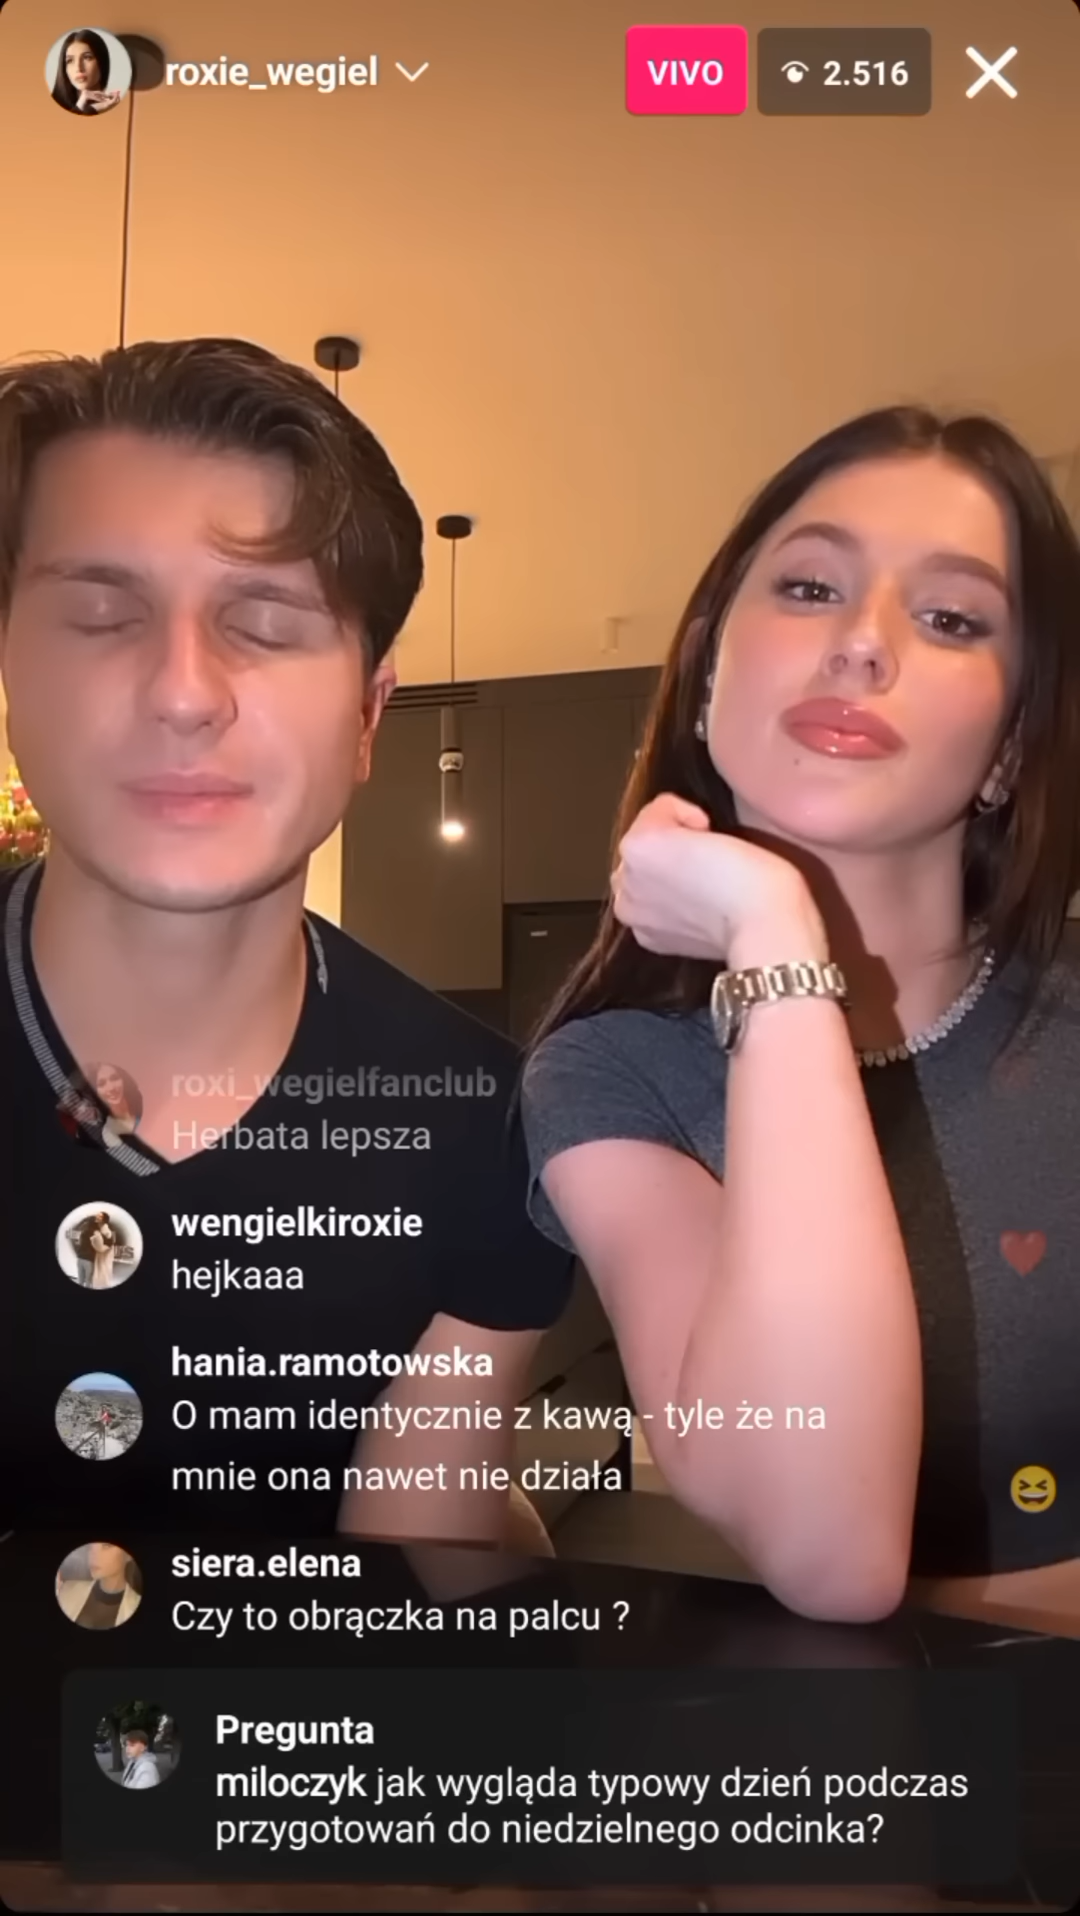 roxie_wegiel
VIVO
2.516
roxi_wegielfanclub
Herbata lepsza
wengielkiroxie
hejkaaa
hania.ramotowska
O mam identycznie z kawą - tyle że na
mnie ona nawet nie działa
siera.elena
Czy to obrączka na palcu ?
Pregunta
miloczyk jak wygląda typowy dzień podczas
przygotowań do niedzielnego odcinka?